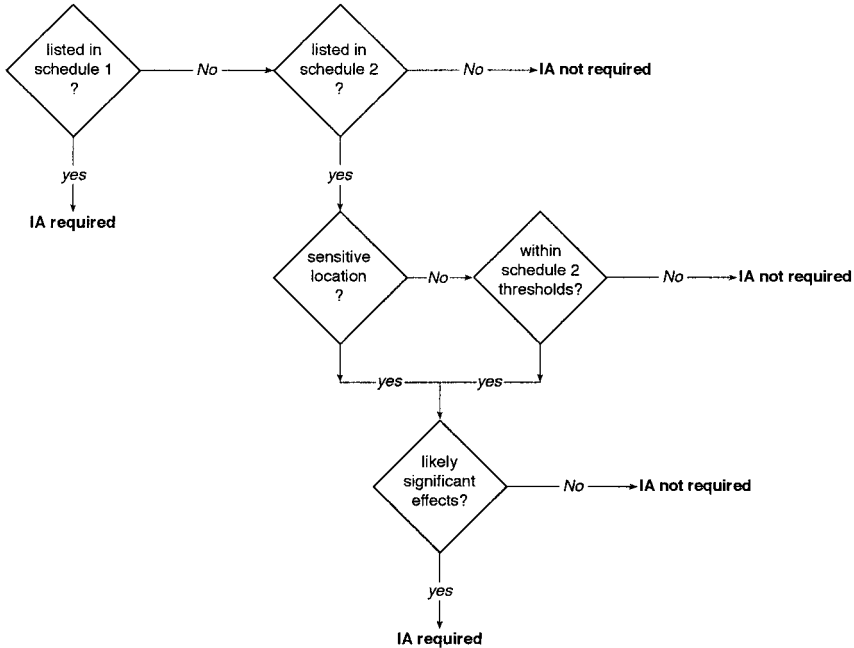 listed in
schedule 1
?
No
listed in
schedule 2
?
No
IA not required
yes
IA required
yes
sensitive
location
?
No
within
schedule 2
thresholds?
No
IA not required
yes
yes
likely
significant
effects?
No
IA not required
yes
IA required